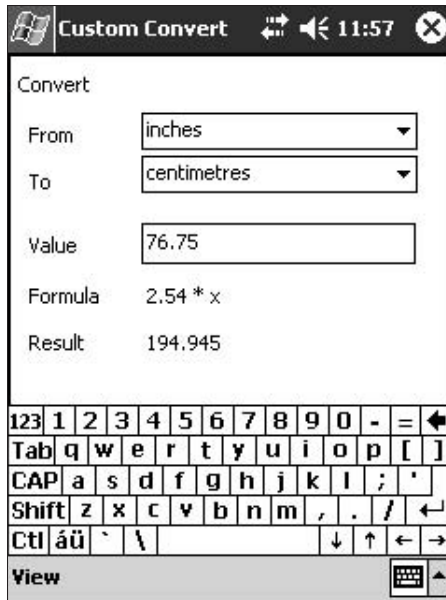 Custom Convert 11:57
Convert
From inches
To centimetres
Value 76.75
Formula 2.54 * x
Result 194.945
123 1 2 3 4 5 6 7 8 9 0 - =
Tab q w e r t y u i o p [ ]
CAP a s d f g h j k l ; '
Shift z x c v b n m , . /
Ctl áü ` \
View